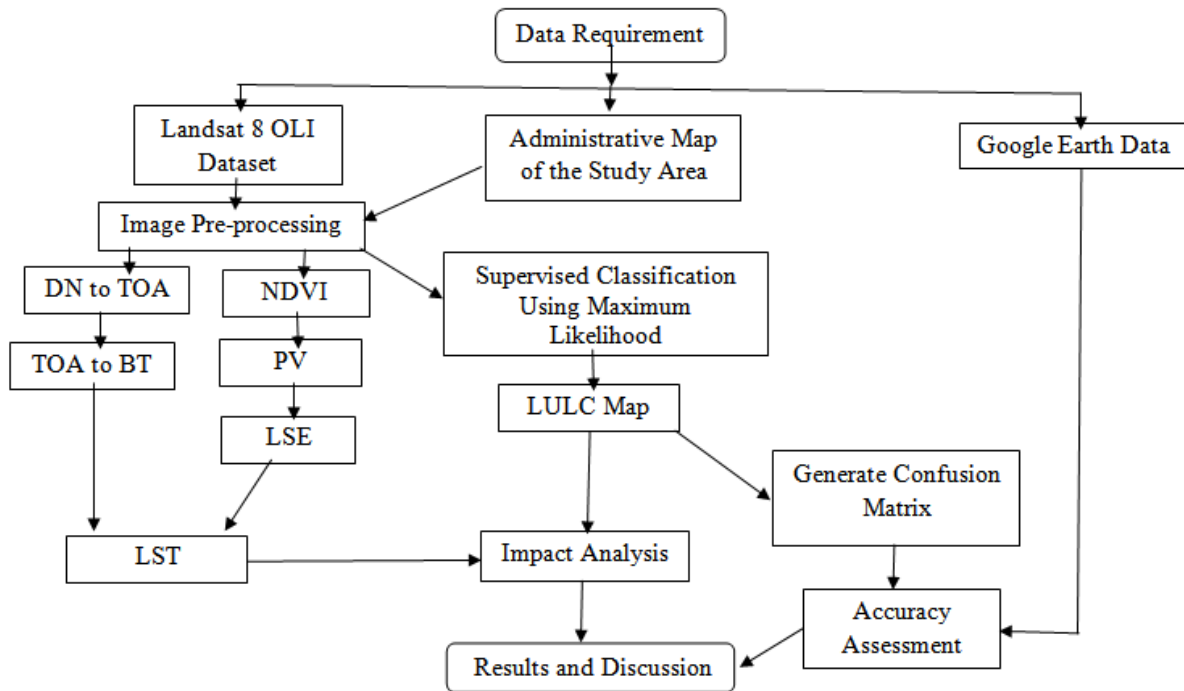 Data Requirement
Landsat 8 OLI
Dataset
Administrative Map
of the Study Area
Google Earth Data
Image Pre-processing
DN to TOA
NDVI
Supervised Classification
Using Maximum
Likelihood
TOA to BT
PV
LULC Map
LSE
Generate Confusion
Matrix
LST
Impact Analysis
Accuracy
Assessment
Results and Discussion